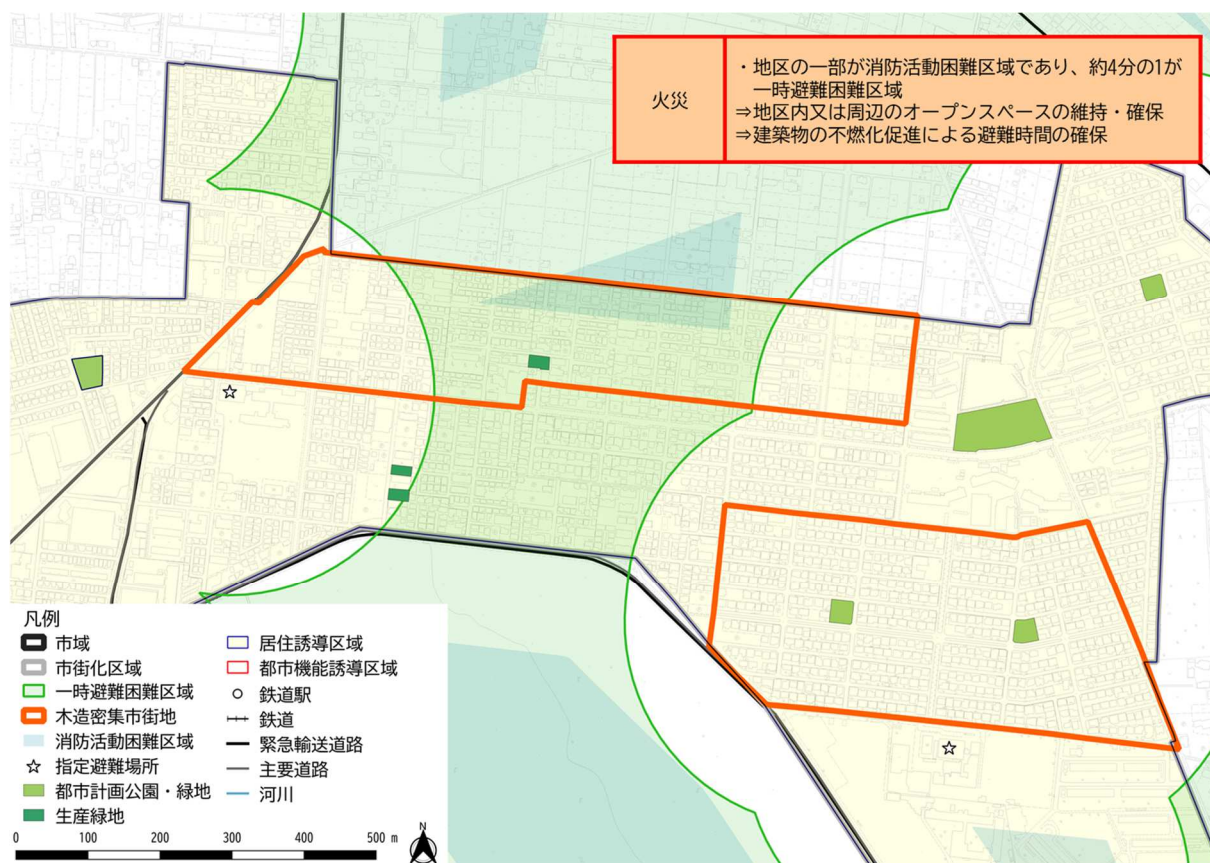 火災
・地区の一部が消防活動困難区域であり、約4分の1が
一時避難困難区域
⇒地区内又は周辺のオープンスペースの維持・確保
⇒建築物の不燃化促進による避難時間の確保
凡例
市域
市街化区域
一時避難困難区域
木造密集市街地
消防活動困難区域
指定避難場所
都市計画公園・緑地
生産緑地
居住誘導区域
都市機能誘導区域
鉄道駅
鉄道
緊急輸送道路
主要道路
河川
0 100 200 300 400 500 m
N